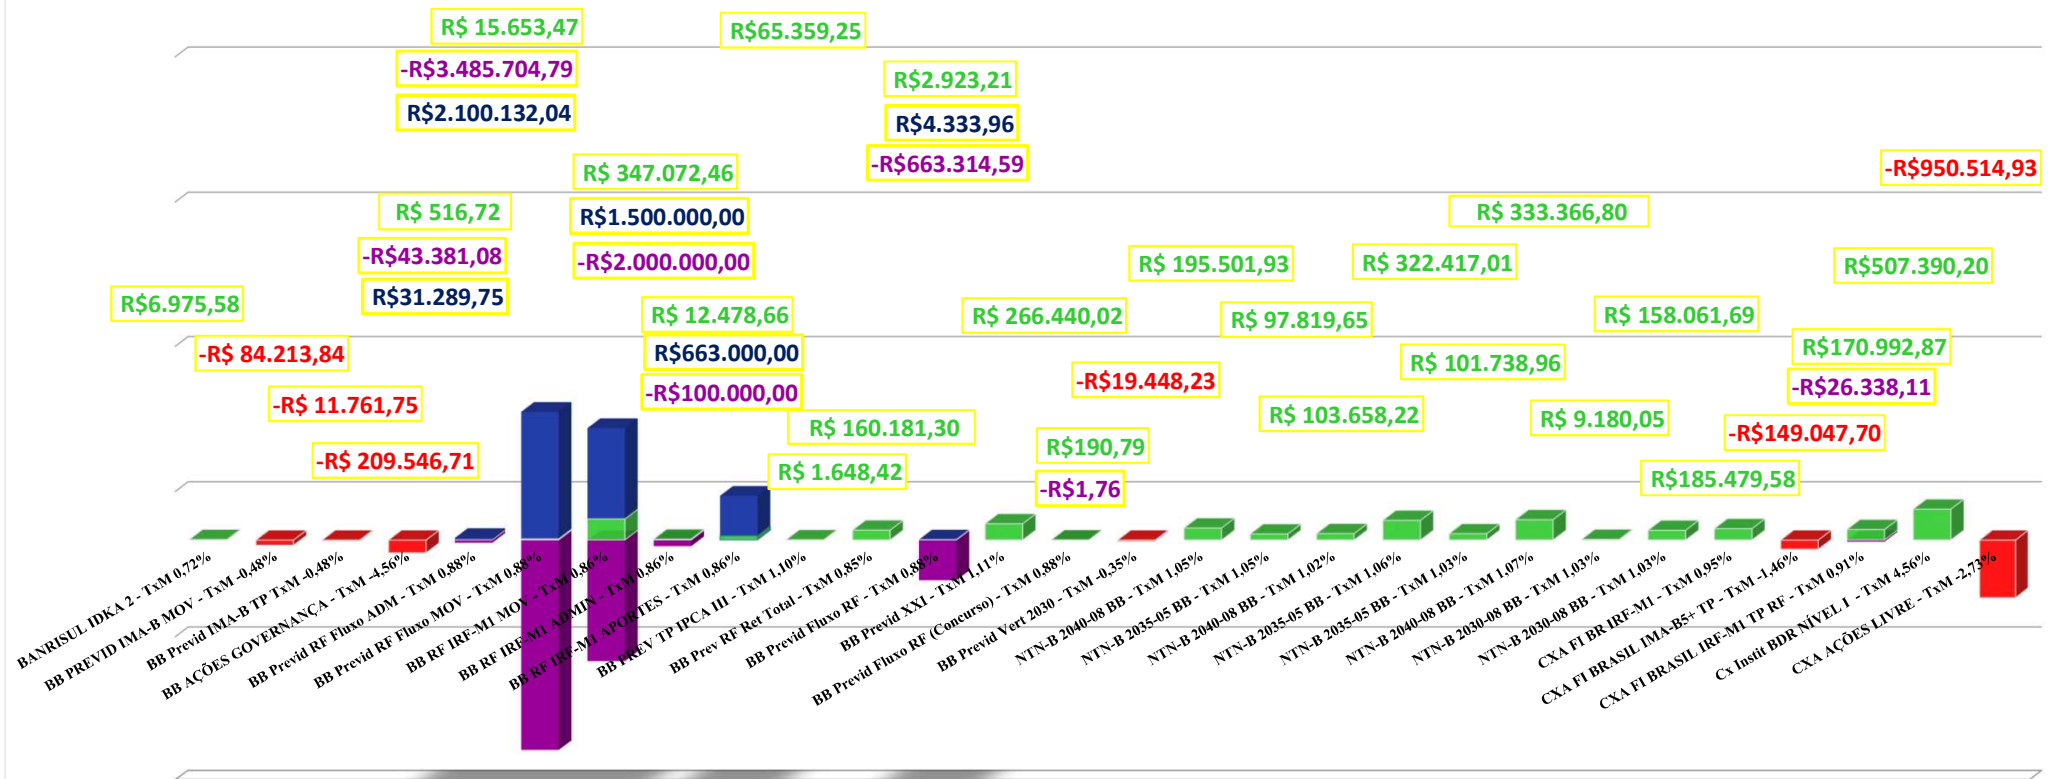 R$ 15.653,47
R$65.359,25
-R$3.485.704,79
R$2.923,21
R$2.100.132,04
R$4.333,96
-R$663.314,59
-R$950.514,93
R$ 347.072,46
R$ 516,72
R$1.500.000,00
R$ 333.366,80
-R$43.381,08
-R$2.000.000,00
R$ 195.501,93
R$ 322.417,01
R$507.390,20
R$31.289,75
R$6.975,58
R$ 12.478,66
R$ 266.440,02
R$ 97.819,65
R$ 158.061,69
-R$ 84.213,84
R$663.000,00
R$ 101.738,96
R$170.992,87
-R$100.000,00
-R$19.448,23
-R$26.338,11
-R$ 11.761,75
R$ 160.181,30
R$ 103.658,22
R$ 9.180,05
-R$149.047,70
-R$ 209.546,71
R$ 1.648,42
R$190,79
R$185.479,58
-R$1,76
BANRISUL IDKA 2 - TxM 0,72%
BB PREVID IMA-B MOV - TxM -0,48%
BB Previd IMA-B TP TxM -0,48%
BB AÇÕES GOVERNANÇA - TxM -4,56%
BB Previd RF Fluxo ADM - TxM 0,88%
BB Previd RF Fluxo MOV - TxM 0,88%
BB RF IRF-M1 MOV - TxM 0,86%
BB RF IRF-M1 ADMIN - TxM 0,86%
BB RF IRF-M1 APORTES - TxM 0,86%
BB PREV TP IPCA III - TxM 1,10%
BB Prev RF Ret Total - TxM 0,85%
BB Previd Fluxo RF - TxM 0,88%
BB Previd XXI - TxM 1,11%
BB Previd Fluxo RF (Concurso) - TxM 0,88%
BB Previd Vert 2030 - TxM -0,35%
NTN-B 2040-08 BB - TxM 1,05%
NTN-B 2035-05 BB - TxM 1,05%
NTN-B 2040-08 BB - TxM 1,02%
NTN-B 2035-05 BB - TxM 1,06%
NTN-B 2035-05 BB - TxM 1,03%
NTN-B 2040-08 BB - TxM 1,07%
NTN-B 2030-08 BB - TxM 1,03%
NTN-B 2030-08 BB - TxM 1,03%
CXA FI BR IRF-M1 - TxM 0,95%
CXA FI BRASIL IMA-B5+ TP - TxM -1,46%
CXA FI BRASIL IRF-M1 TP RF - TxM 0,91%
Cx Instit BDR NÍVEL I - TxM 4,56%
CXA AÇÕES LIVRE - TxM -2,73%